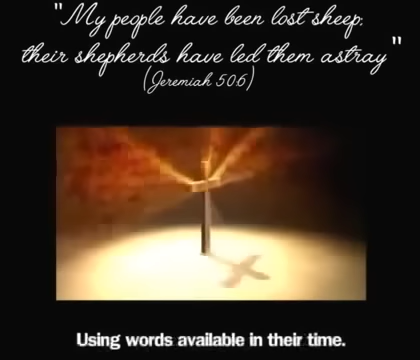 "My people have been lost sheep:
their shepherds have led them astray"
(Jeremiah 50:6)
Using words available in their time.